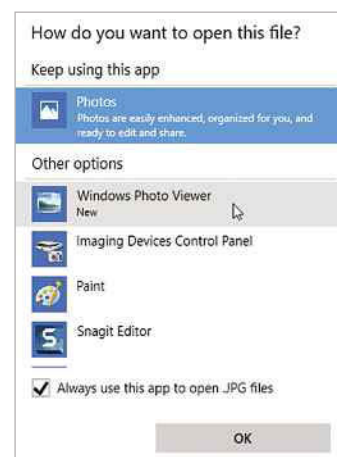 How do you want to open this file?
Keep using this app
Photos
Photos are easily enhanced, organized for you, and
ready to edit and share.
Other options
Windows Photo Viewer
New
Imaging Devices Control Panel
Paint
Snagit Editor
Always use this app to open .JPG files
OK